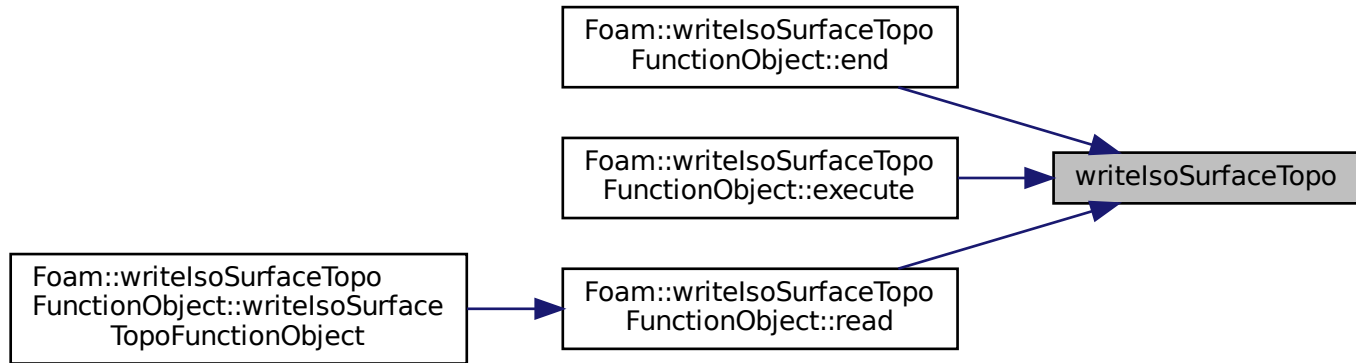 Foam::writeIsoSurfaceTopo
FunctionObject::end
Foam::writeIsoSurfaceTopo
FunctionObject::execute
writeIsoSurfaceTopo
Foam::writeIsoSurfaceTopo
FunctionObject::writeIsoSurface
TopoFunctionObject
Foam::writeIsoSurfaceTopo
FunctionObject::read